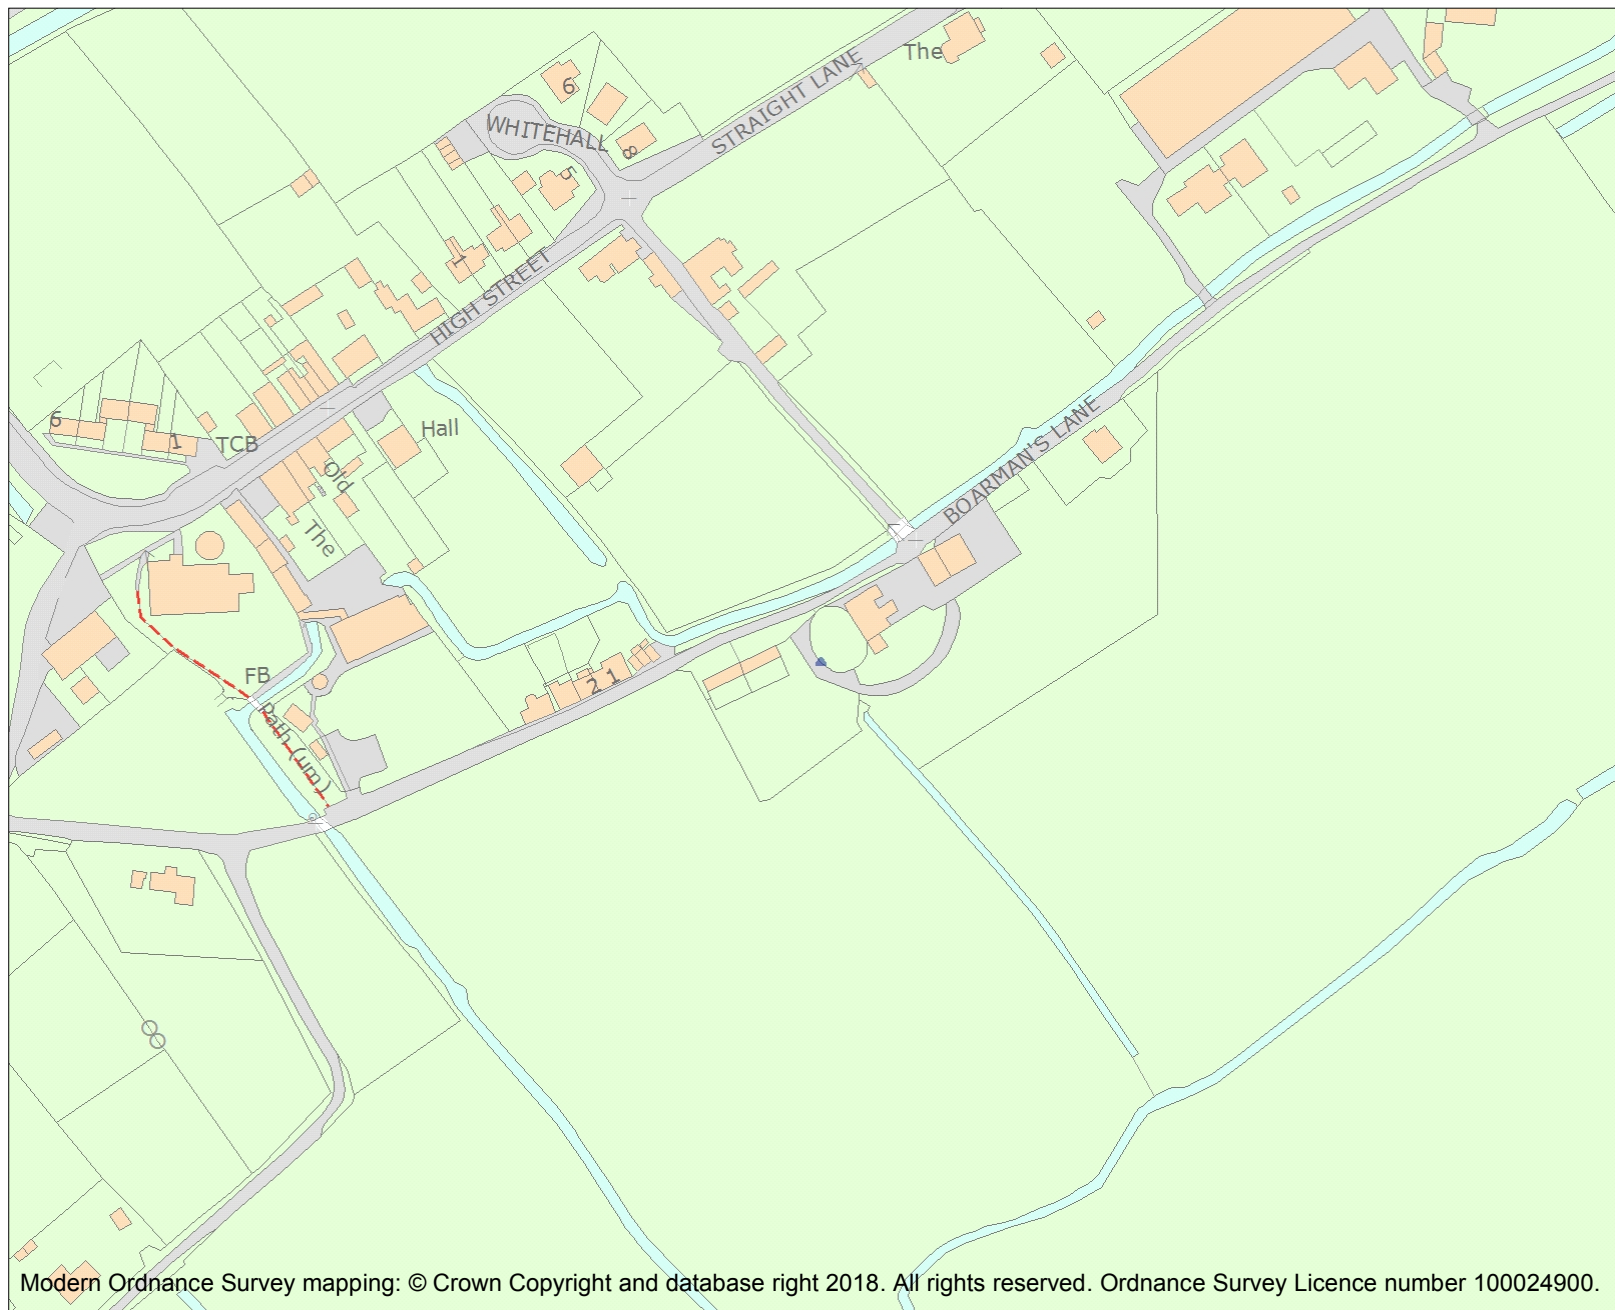 The
6
WHITEHALL
STRAIGHT LANE
8
5
1
HIGH STREET
6
1
TCB
Hall
Old
The
BOARMAN'S LANE
FB
2 1
Path (um)
Modern Ordnance Survey mapping: © Crown Copyright and database right 2018. All rights reserved. Ordnance Survey Licence number 100024900.